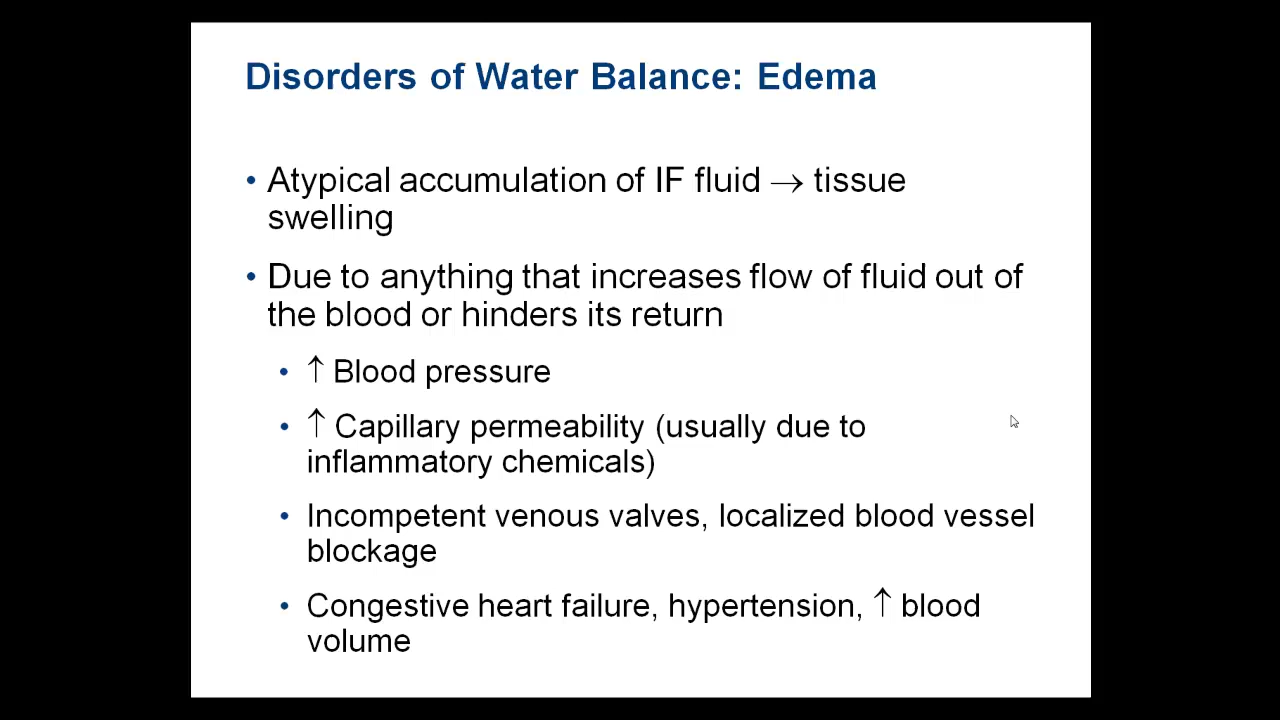 Disorders of Water Balance: Edema
• Atypical accumulation of IF fluid → tissue
swelling
• Due to anything that increases flow of fluid out of
the blood or hinders its return
• ↑ Blood pressure
• ↑ Capillary permeability (usually due to
inflammatory chemicals)
• Incompetent venous valves, localized blood vessel
blockage
• Congestive heart failure, hypertension, ↑ blood
volume